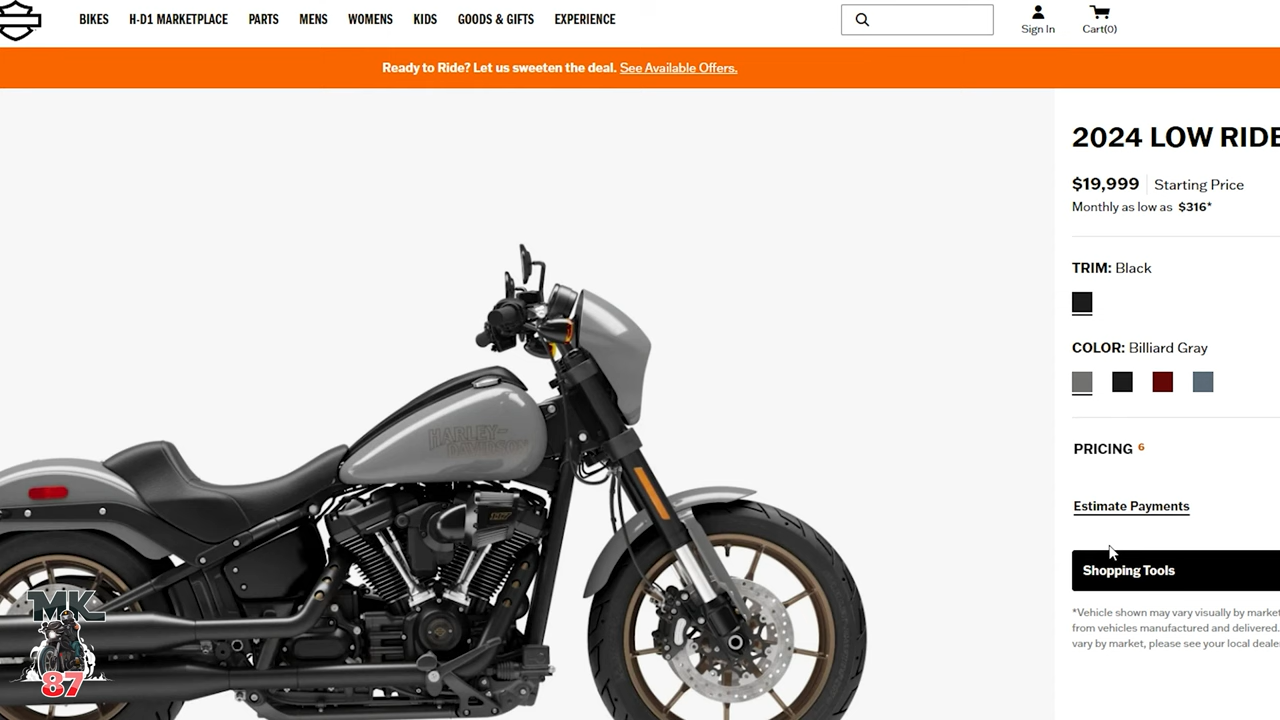 BIKES H-D1 MARKETPLACE PARTS MENS WOMENS KIDS GOODS & GIFTS EXPERIENCE
Sign In Cart(0)
Ready to Ride? Let us sweeten the deal. See Available Offers.
2024 LOW RIDE
$19,999 Starting Price
Monthly as low as $316*
TRIM: Black
COLOR: Billiard Gray
HARLEY-
DAVIDSON
PRICING 6
Estimate Payments
117
Shopping Tools
*Vehicle shown may vary visually by market
from vehicles manufactured and delivered.
vary by market, please see your local deale
MK
87